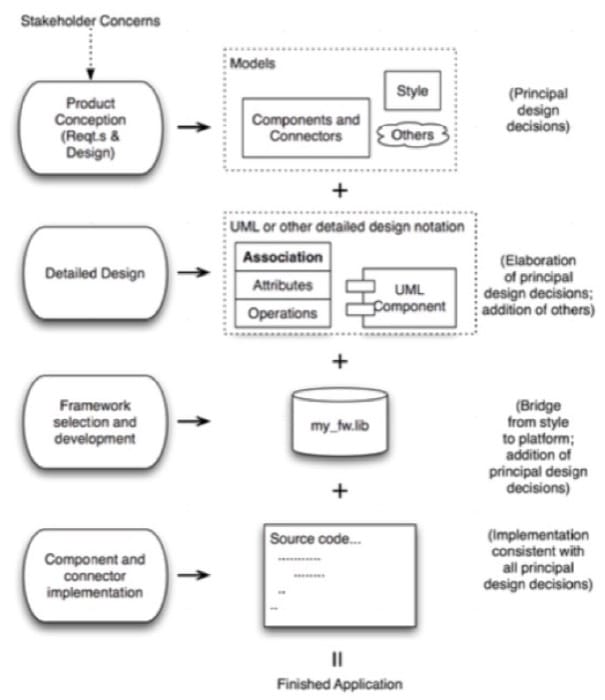 Stakeholder Concerns
Product
Conception
(Reqt.s &
Design)
Models
Components and
Connectors
Style
Others
(Principal
design
decisions)
+
Detailed Design
UML or other detailed design notation
Association
Attributes
Operations
UML
Component
(Elaboration
of principal
design decisions;
addition of others)
+
Framework
selection and
development
my_fw.lib
(Bridge
from style
to platform;
addition of
principal design
decisions)
+
Component and
connector
implementation
Source code...
(Implementation
consistent with
all principal
design decisions)
=
Finished Application